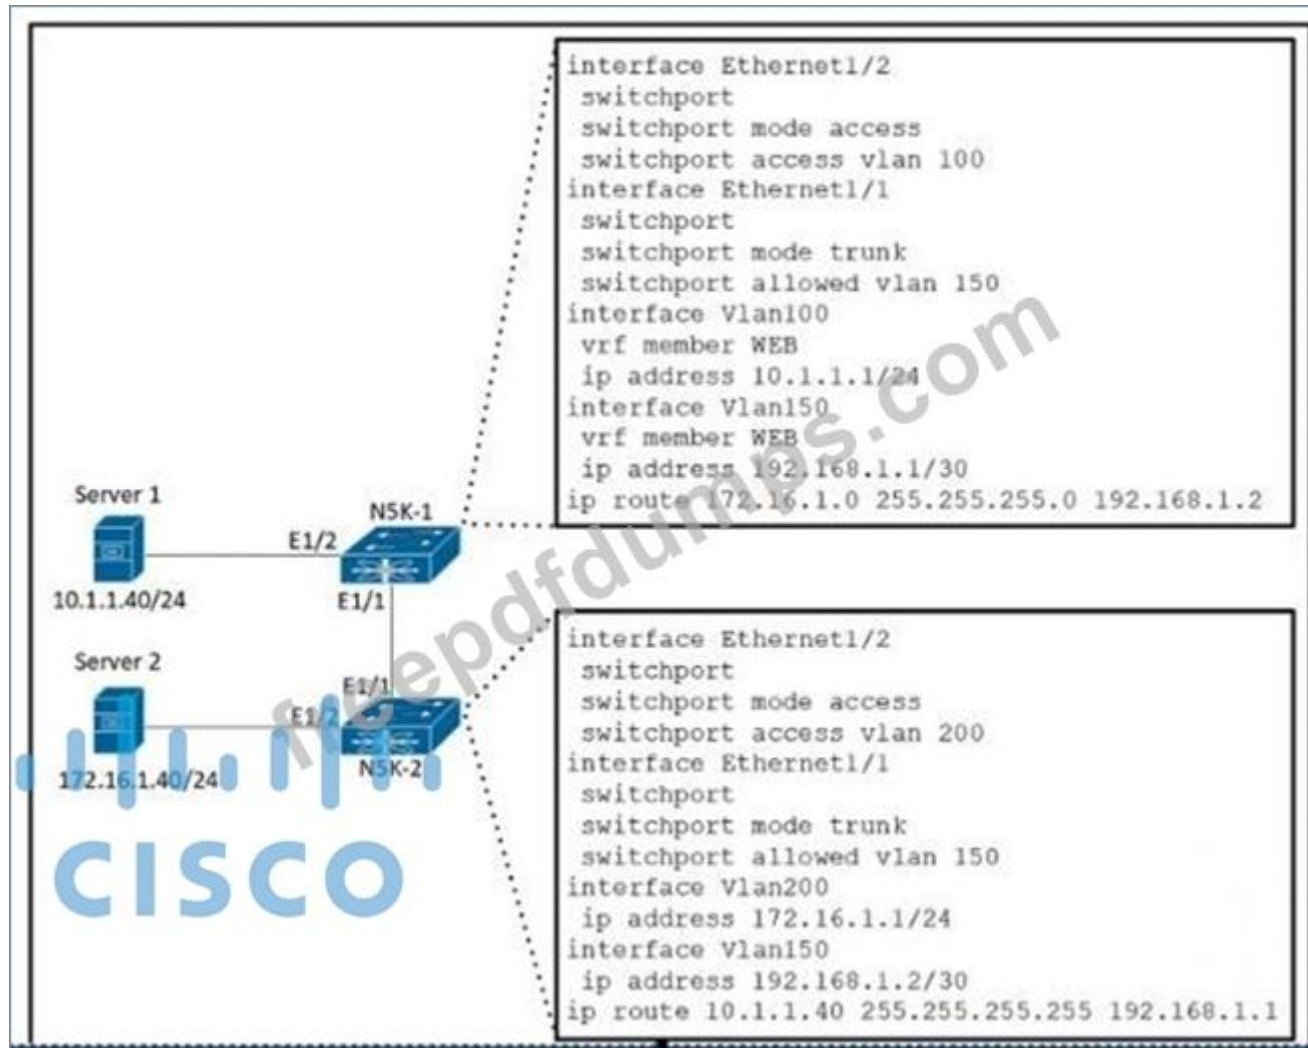 interface Ethernet1/2
switchport
switchport mode access
switchport access vlan 100
interface Ethernet1/1
switchport
switchport mode trunk
switchport allowed vlan 150
interface Vlan100
vrf member WEB
ip address 10.1.1.1/24
interface Vlan150
vrf member WEB
ip address 192.168.1.1/30
ip route 172.16.1.0 255.255.255.0 192.168.1.2
Server 1
N5K-1
E1/2
10.1.1.40/24
E1/1
Server 2
E1/1
E1/2
N5K-2
172.16.1.40/24
CISCO
interface Ethernet1/2
switchport
switchport mode access
switchport access vlan 200
interface Ethernet1/1
switchport
switchport mode trunk
switchport allowed vlan 150
interface Vlan200
ip address 172.16.1.1/24
interface Vlan150
ip address 192.168.1.2/30
ip route 10.1.1.40 255.255.255.255 192.168.1.1
freepdfdumps.com